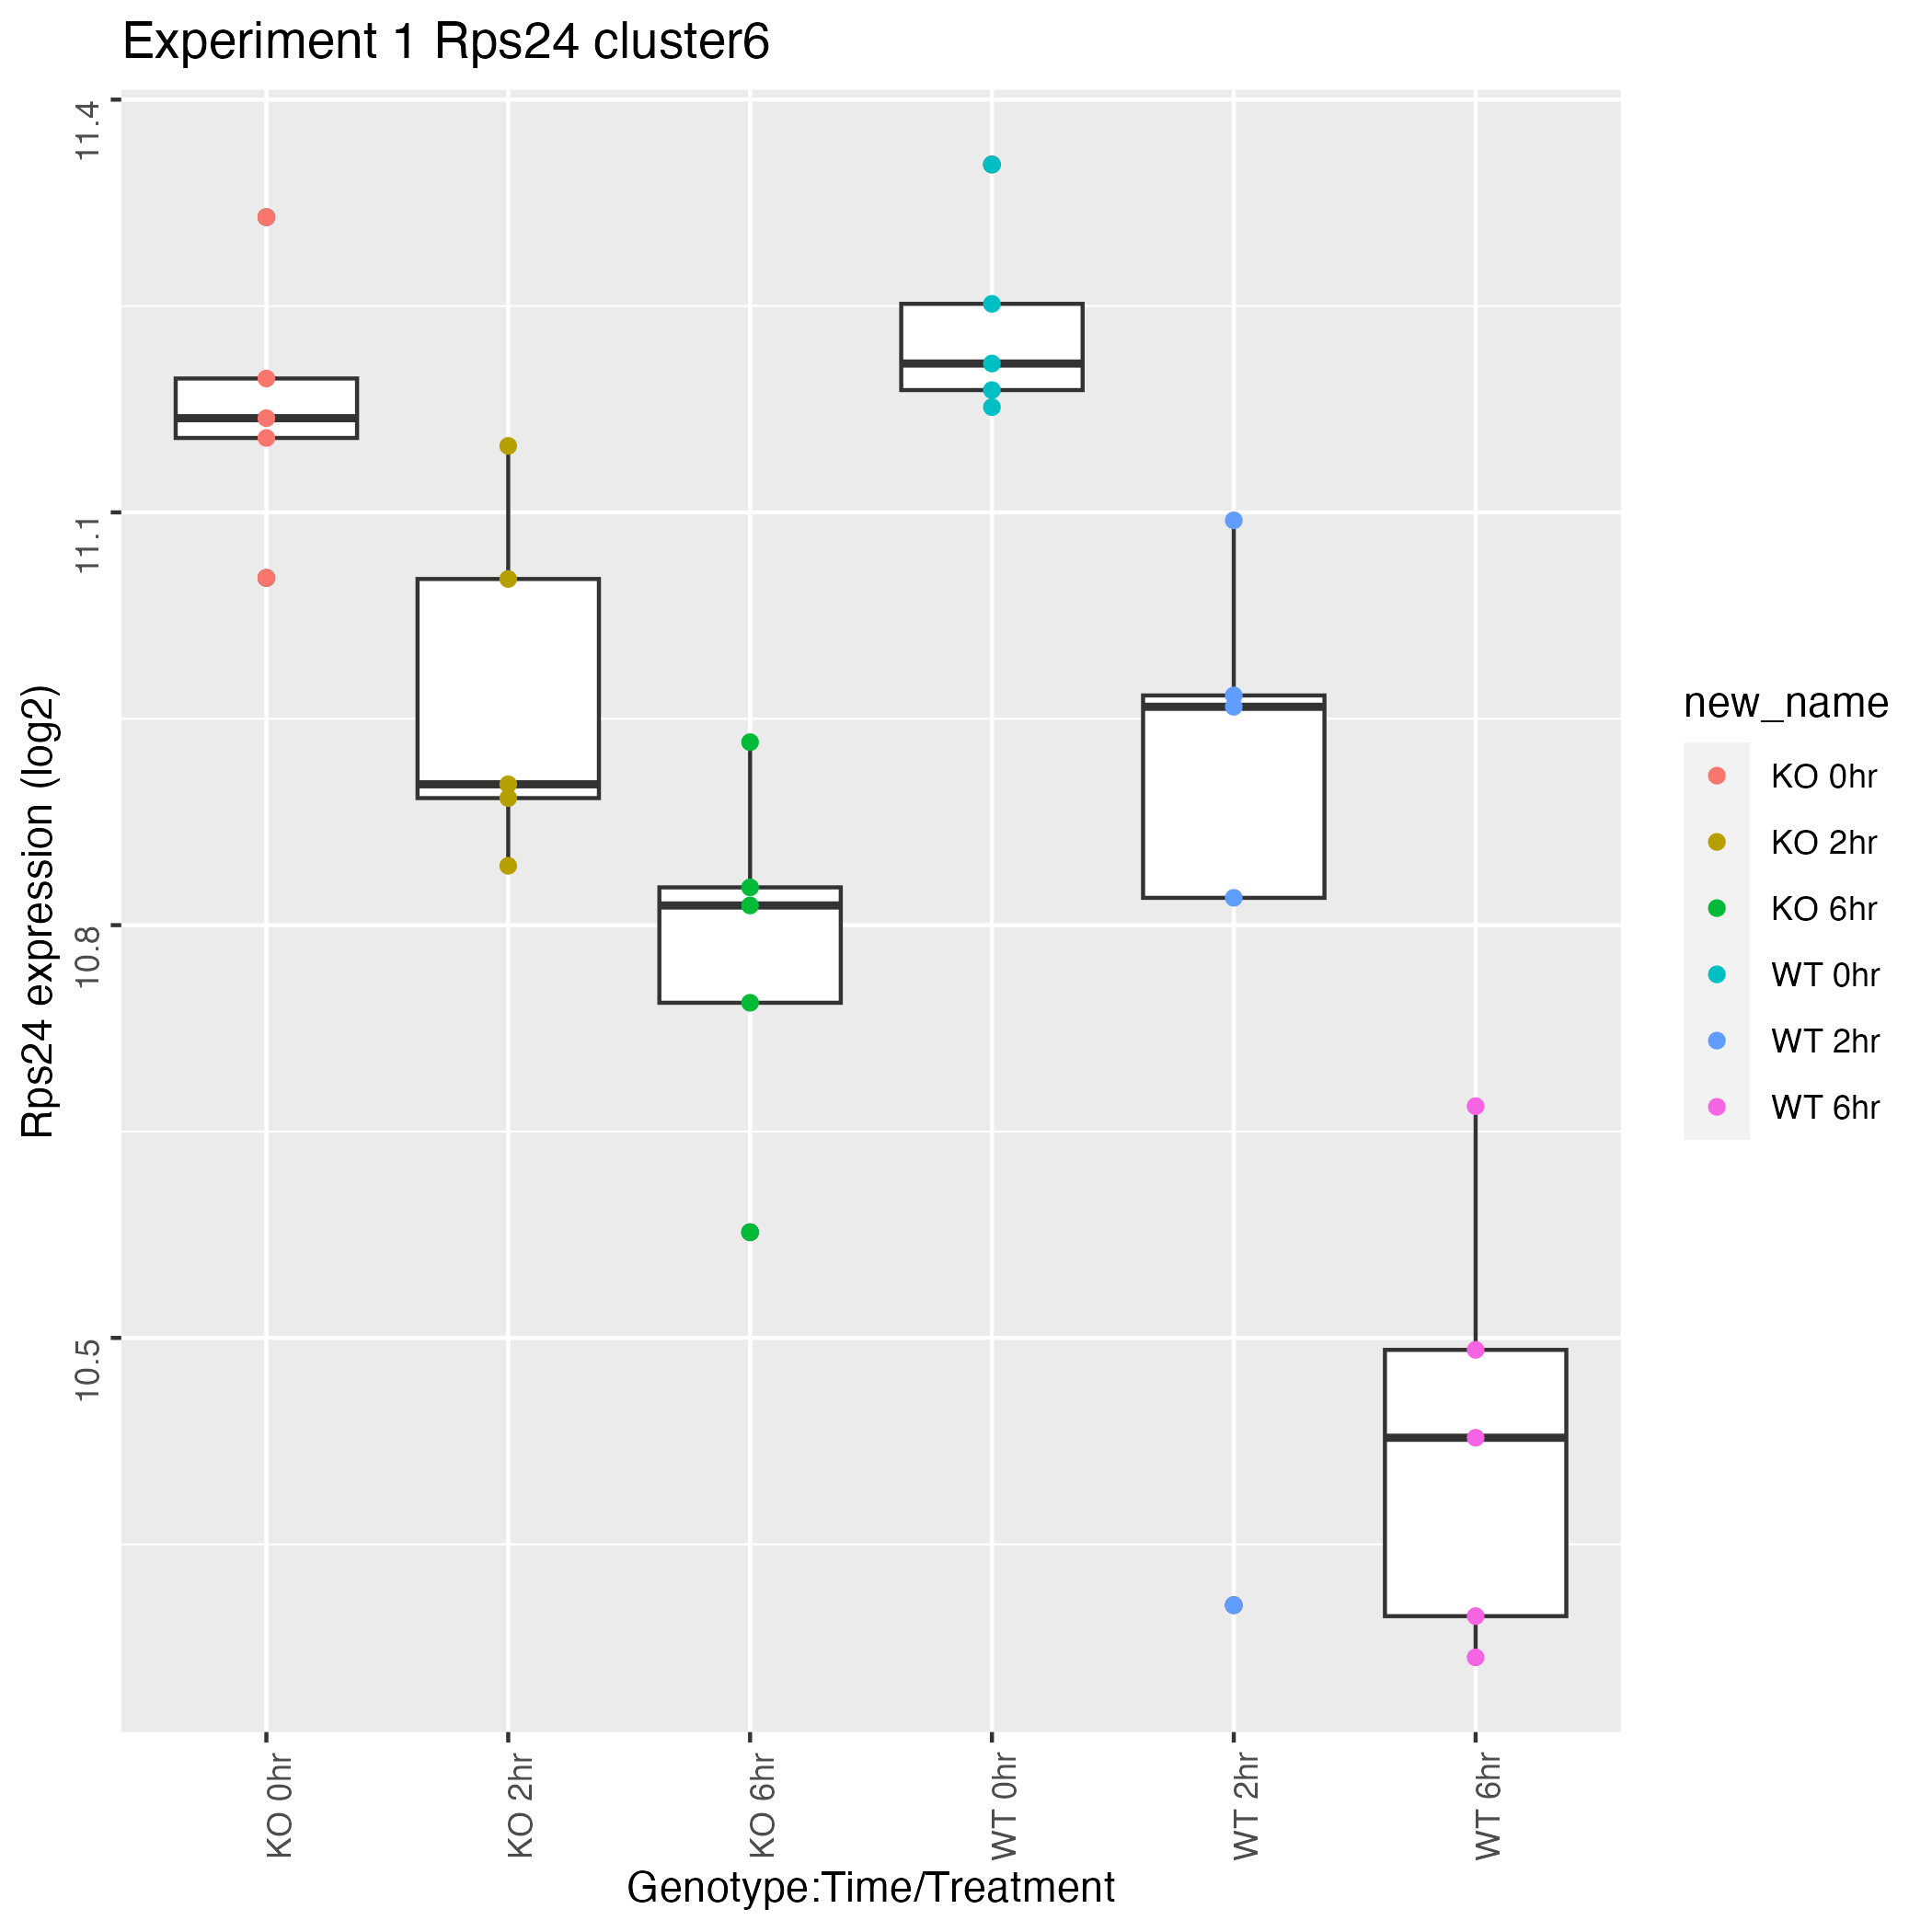 Experiment 1 Rps24 cluster6
Rps24 expression (log2)
11.4
11.1
10.8
10.5
KO 0hr
KO 2hr
KO 6hr
WT 0hr
WT 2hr
WT 6hr
Genotype:Time/Treatment
new_name
KO 0hr
KO 2hr
KO 6hr
WT 0hr
WT 2hr
WT 6hr